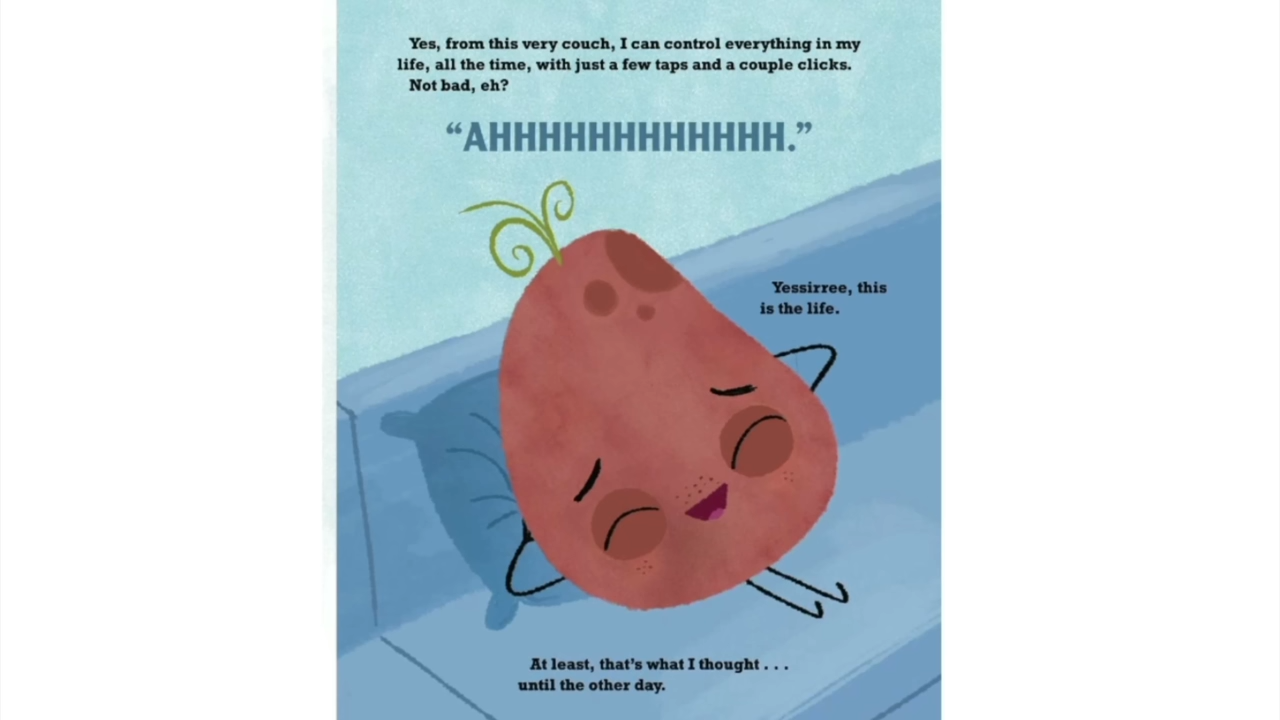 Yes, from this very couch, I can control everything in my
life, all the time, with just a few taps and a couple clicks.
Not bad, eh?
“AHHHHHHHHHHHHH.”
Yessirree, this
is the life.
At least, that’s what I thought . . .
until the other day.